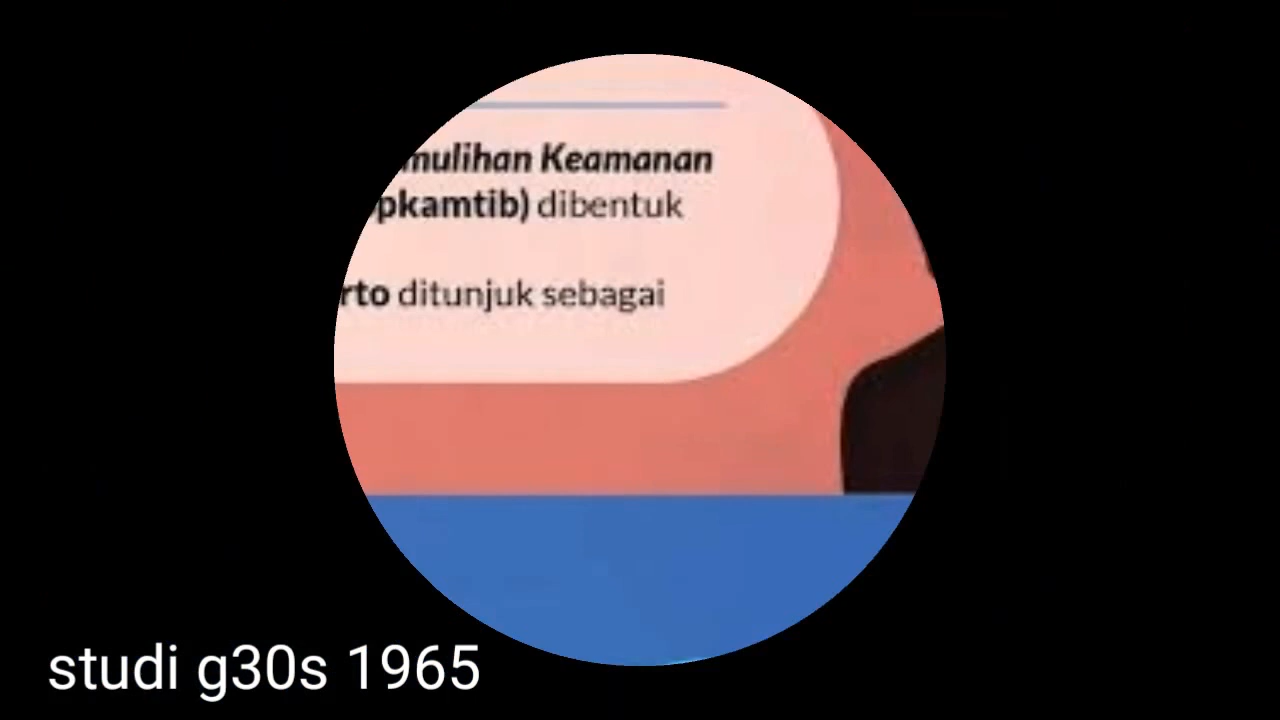 mulihan Keamanan
pkamtib) dibentuk
rto ditunjuk sebagai
studi g30s 1965